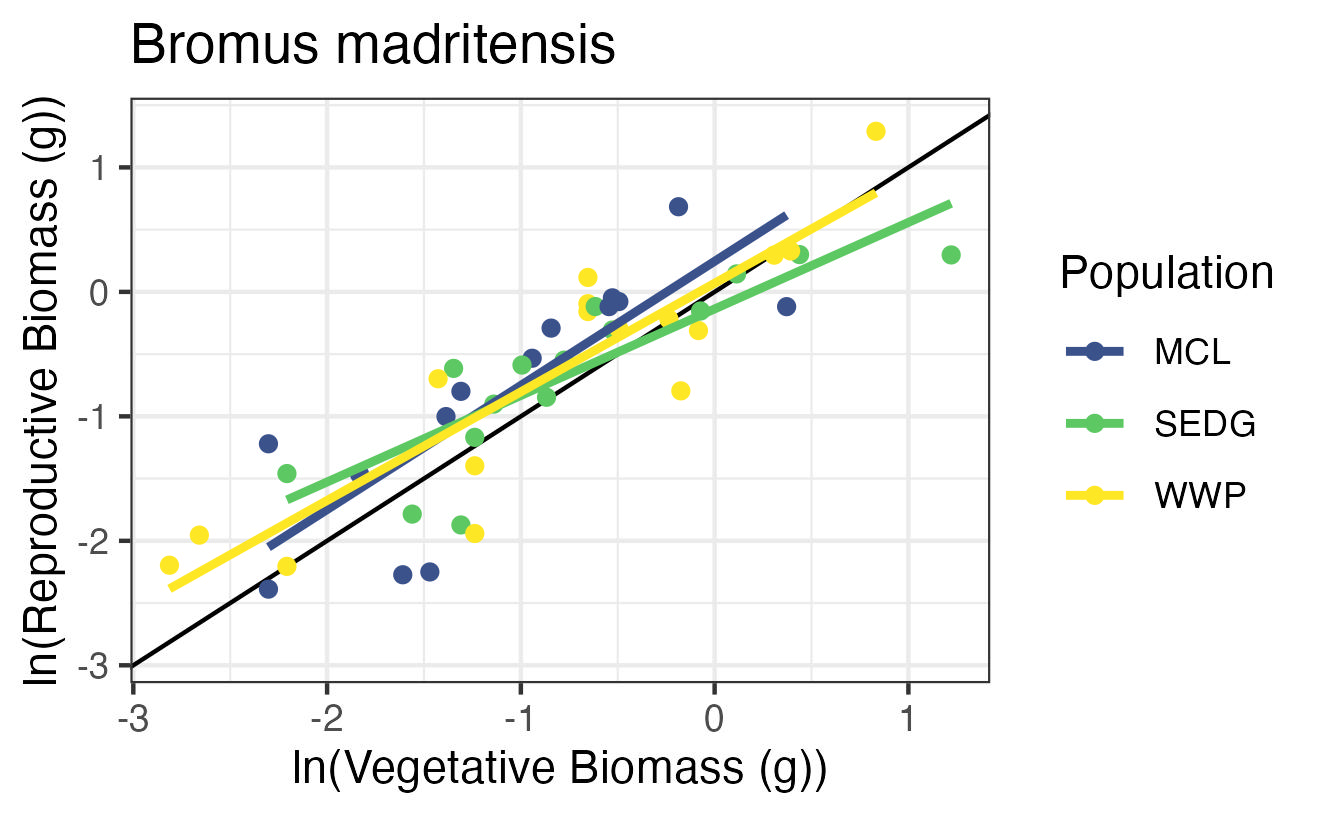 Bromus madritensis
ln(Reproductive Biomass (g))
1
0
-1
-2
-3
-3 -2 -1 0 1
ln(Vegetative Biomass (g))
Population
MCL
SEDG
WWP